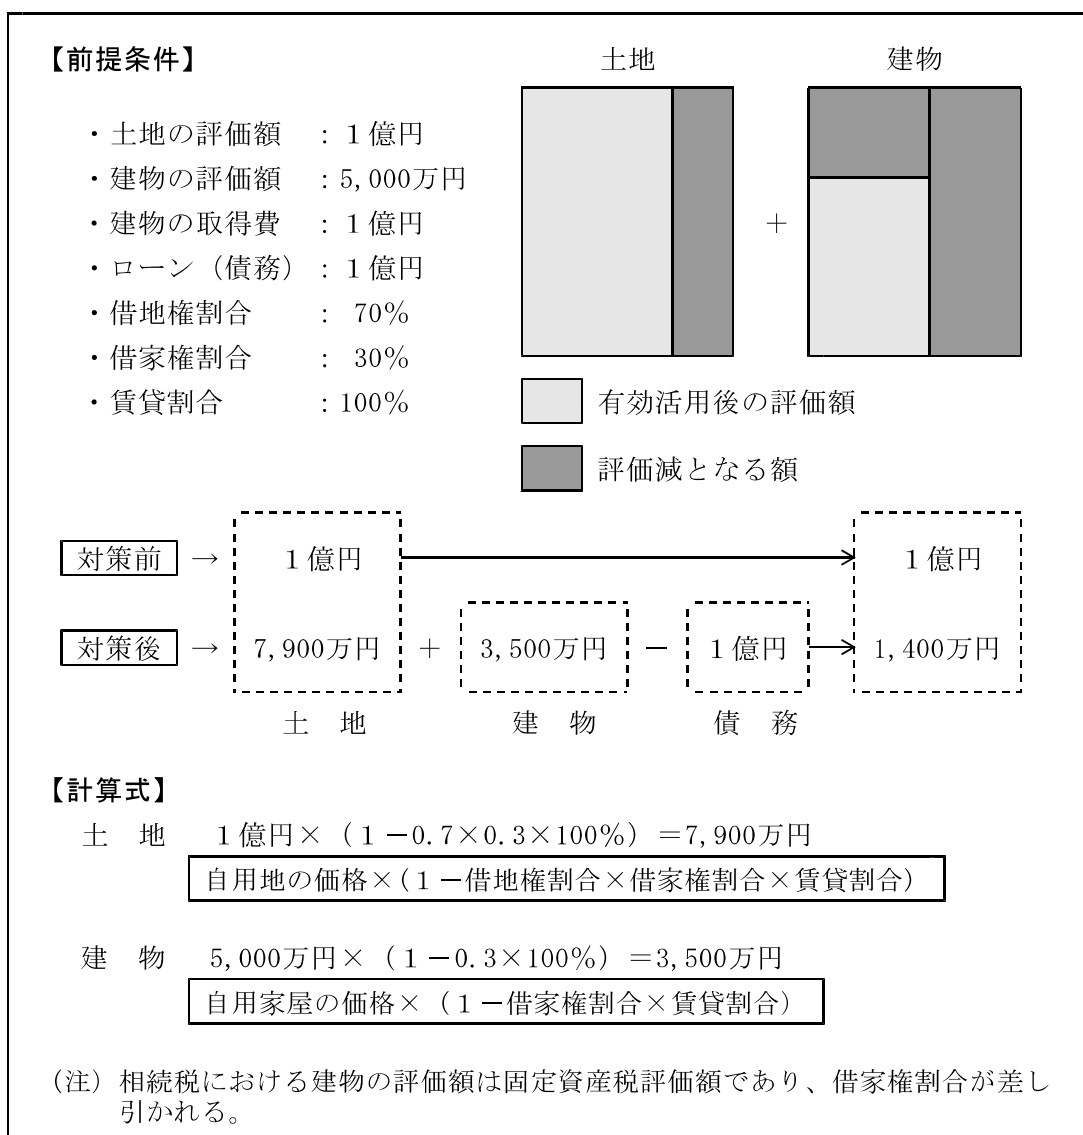 【前提条件】
土地 建物
・土地の評価額 : 1億円
・建物の評価額 : 5,000万円
・建物の取得費 : 1億円
+
・ローン（債務） : 1億円
・借地権割合 : 70%
・借家権割合 : 30%
・賃貸割合 : 100%
有効活用後の評価額
評価減となる額
対策前 → 1億円 1億円
対策後 → 7,900万円 + 3,500万円 － 1億円 1,400万円
土 地 建 物 債 務
【計算式】
土 地 1億円×（1－0.7×0.3×100%）＝7,900万円
自用地の価格×（1－借地権割合×借家権割合×賃貸割合）
建 物 5,000万円×（1－0.3×100%）＝3,500万円
自用家屋の価格×（1－借家権割合×賃貸割合）
（注）相続税における建物の評価額は固定資産税評価額であり、借家権割合が差し
引かれる。